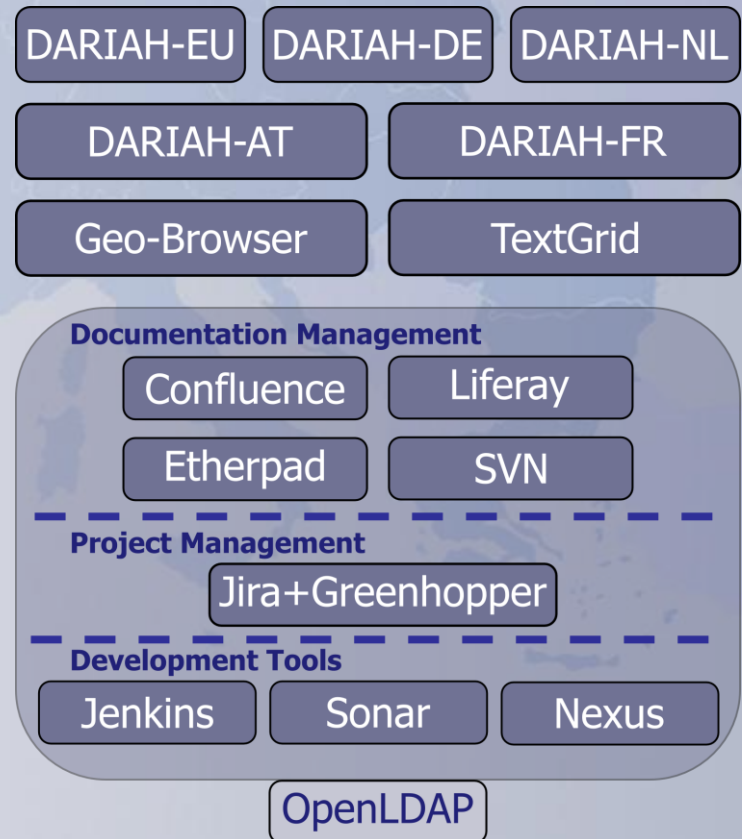 DARIAH-EU DARIAH-DE DARIAH-NL
DARIAH-AT DARIAH-FR
Geo-Browser TextGrid
Documentation Management
Confluence Liferay
Etherpad SVN
Project Management
Jira+Greenhopper
Development Tools
Jenkins Sonar Nexus
OpenLDAP